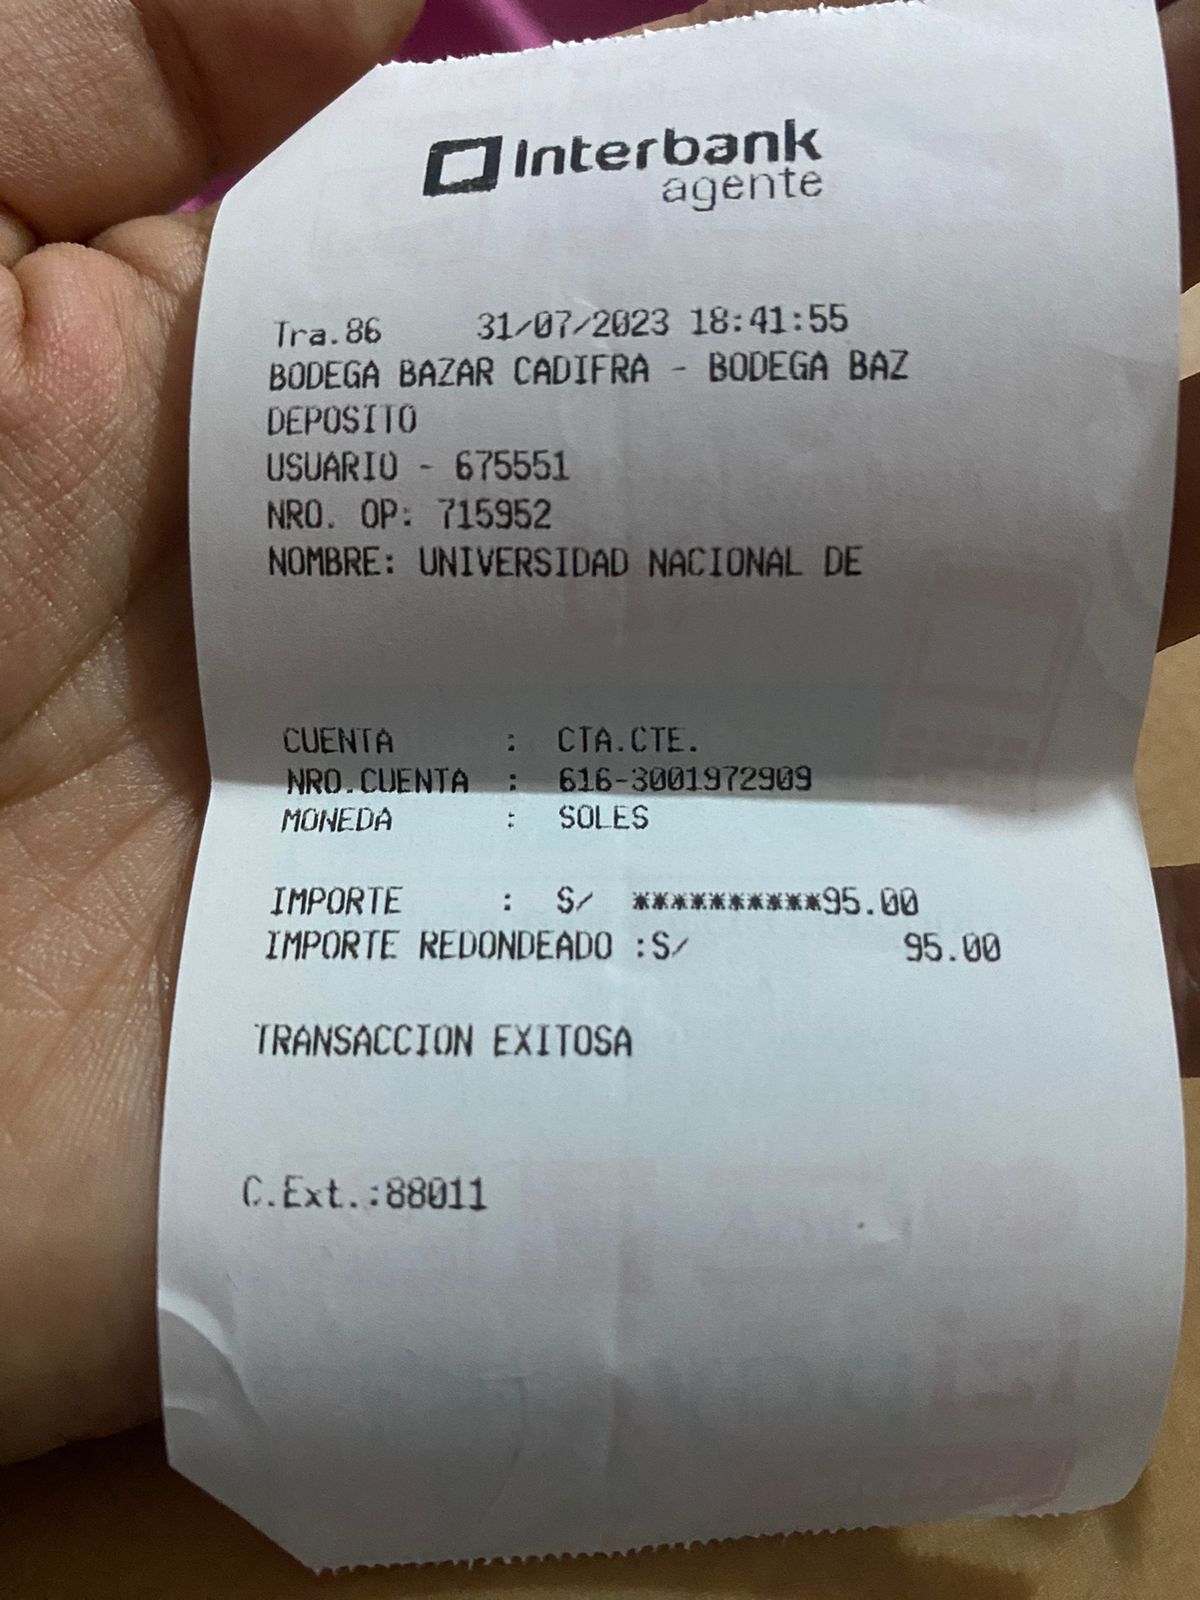 Interbank
agente
Tra.86 31/07/2023 18:41:55
BODEGA BAZAR CADIFRA - BODEGA BAZ
DEPOSITO
USUARIO - 675551
NRO. OP: 715952
NOMBRE: UNIVERSIDAD NACIONAL DE
CUENTA : CTA.CTE.
NRO.CUENTA : 616-3001972909
MONEDA : SOLES
IMPORTE : S/ **********95.00
IMPORTE REDONDEADO :S/ 95.00
TRANSACCION EXITOSA
C.Ext.:88011